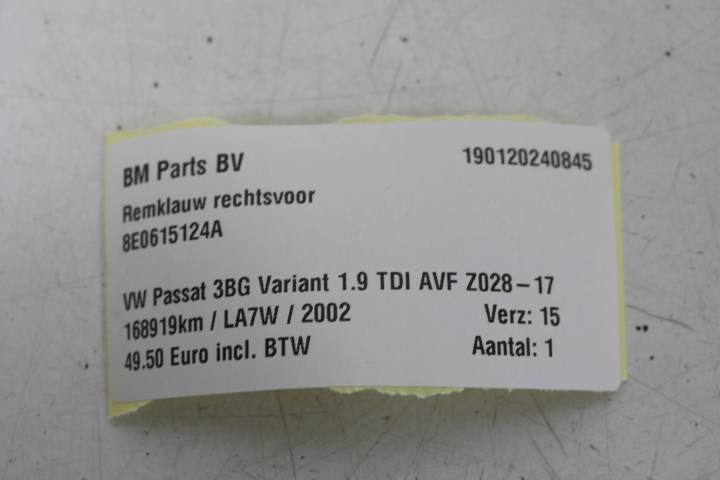 BM Parts BV 190120240845
Remklauw rechtsvoor
8E0615124A
VW Passat 3BG Variant 1.9 TDI AVF Z028-17
168919km / LA7W / 2002 Verz: 15
49.50 Euro incl. BTW Aantal: 1